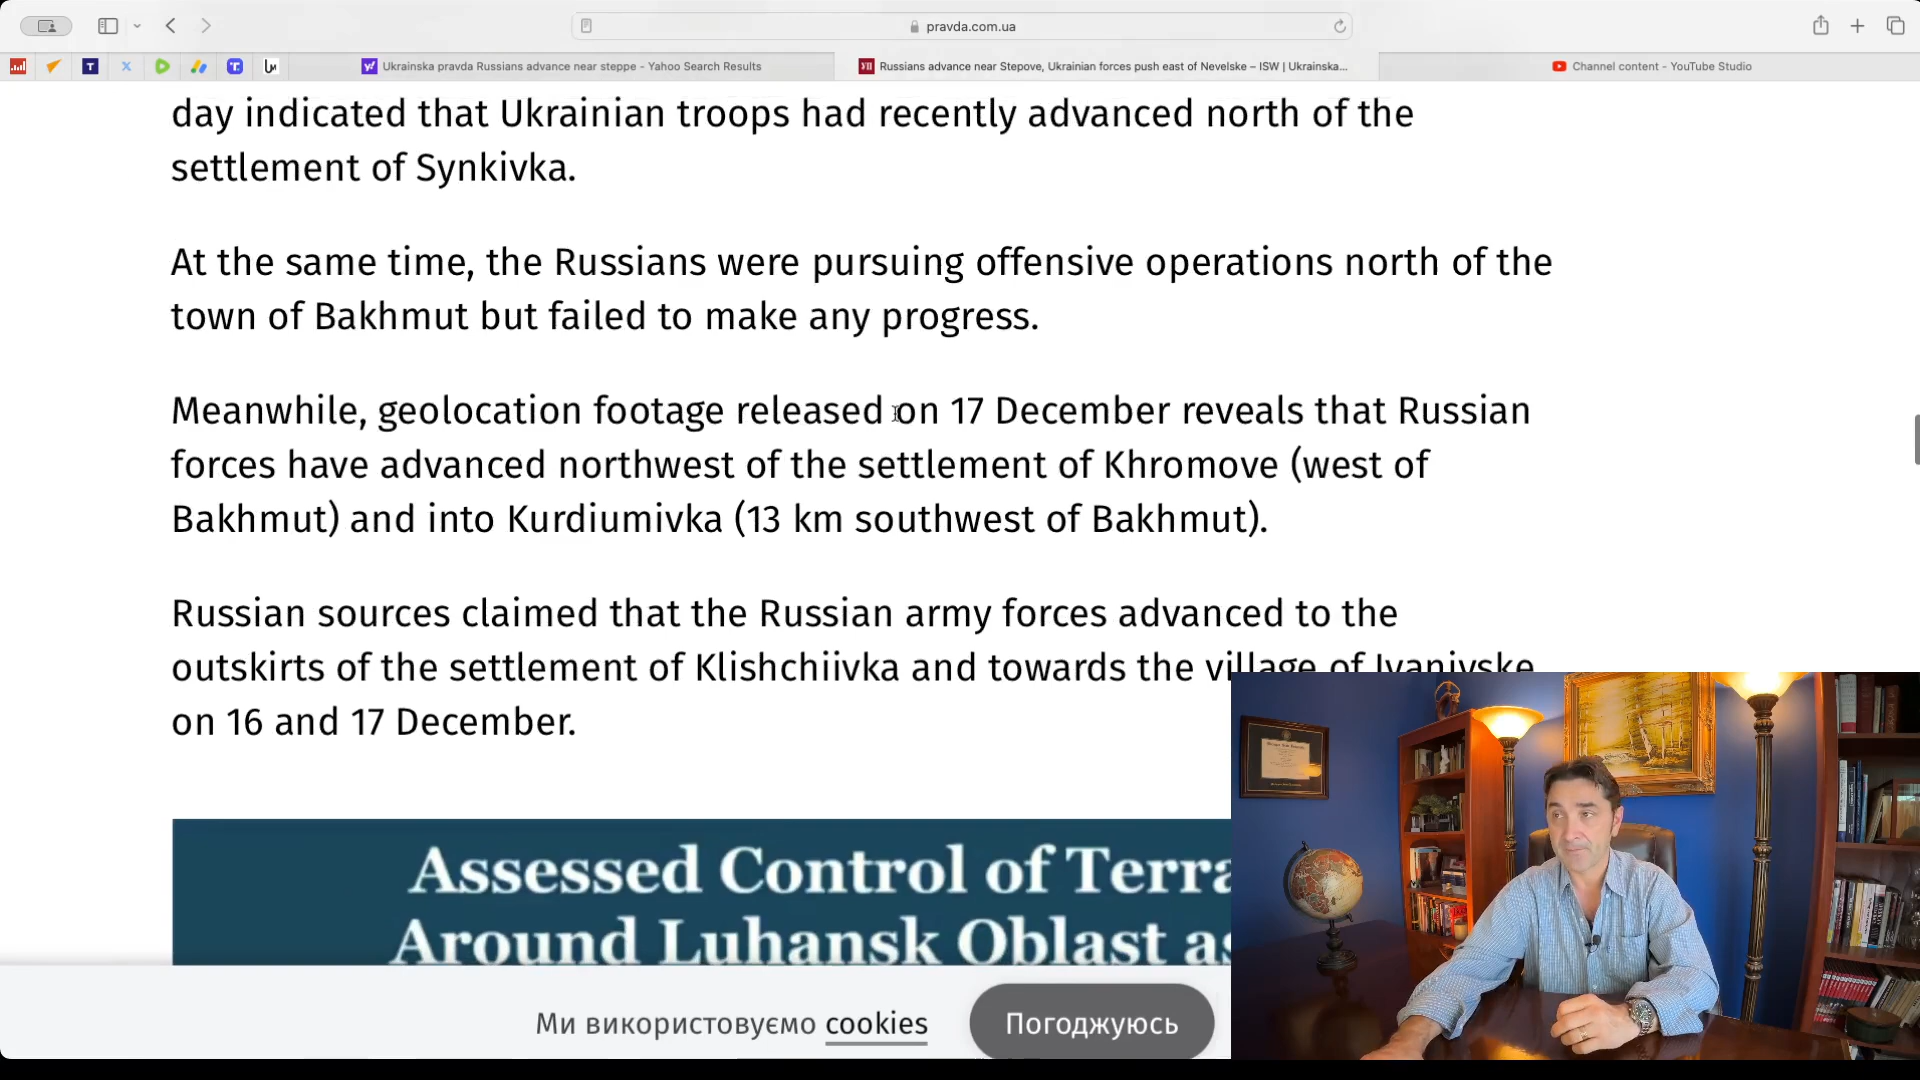 pravda.com.ua
Ukrainska pravda Russians advance near steppe - Yahoo Search Results
Russians advance near Stepove, Ukrainian forces push east of Nevelske – ISW | Ukrainska...
Channel content - YouTube Studio
day indicated that Ukrainian troops had recently advanced north of the
settlement of Synkivka.
At the same time, the Russians were pursuing offensive operations north of the
town of Bakhmut but failed to make any progress.
Meanwhile, geolocation footage released on 17 December reveals that Russian
forces have advanced northwest of the settlement of Khromove (west of
Bakhmut) and into Kurdiumivka (13 km southwest of Bakhmut).
Russian sources claimed that the Russian army forces advanced to the
outskirts of the settlement of Klishchiivka and towards the village of Ivanivske
on 16 and 17 December.
Assessed Control of Terra
Around Luhansk Oblast as
Ми використовуємо cookies
Погоджуюсь